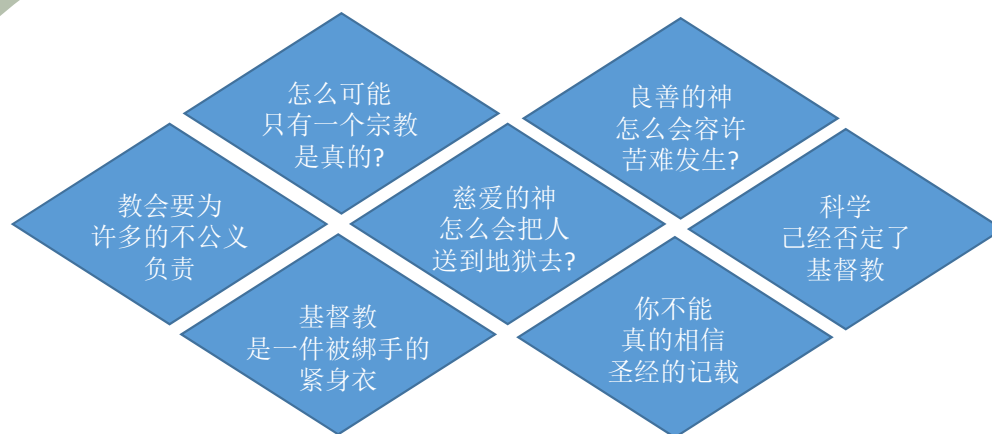 怎么可能
只有一个宗教
是真的?
良善的神
怎么会容许
苦难发生?
教会要为
许多的不公义
负责
慈爱的神
怎么会把人
送到地狱去?
科学
己经否定了
基督教
基督教
是一件被綁手的
紧身衣
你不能
真的相信
圣经的记载